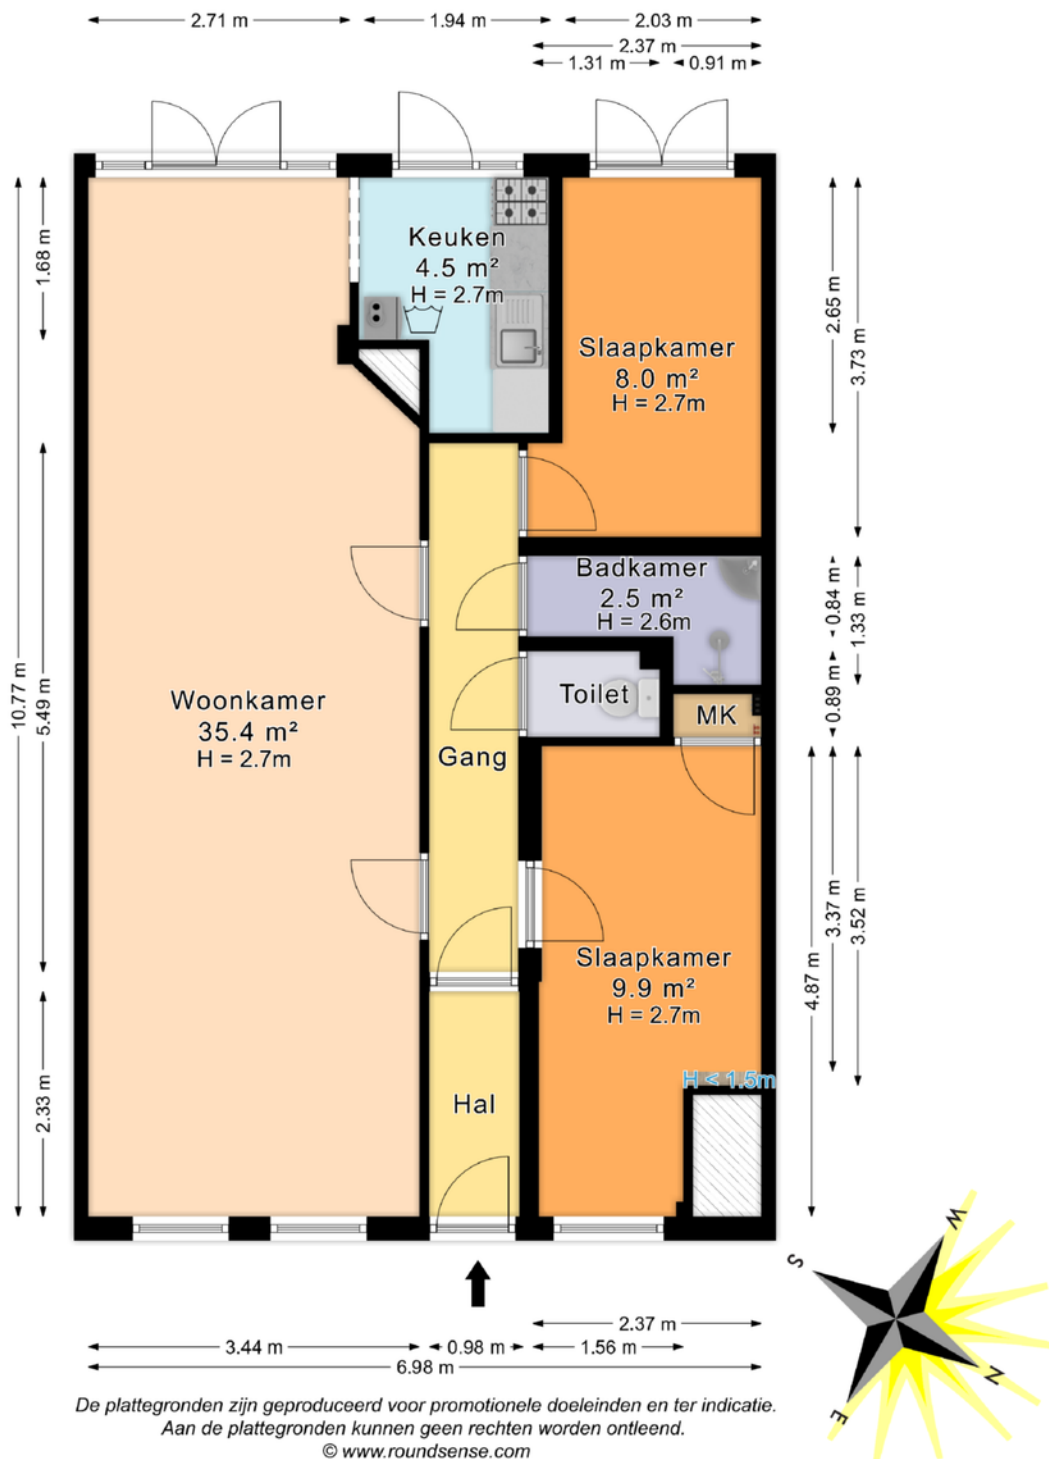 2.71 m
1.94 m
2.03 m
2.37 m
1.31 m
0.91 m
Keuken
4.5 m²
H = 2.7m
Slaapkamer
8.0 m²
H = 2.7m
1.68 m
2.65 m
3.73 m
Badkamer
2.5 m²
H = 2.6m
0.84 m
1.33 m
10.77 m
5.49 m
Woonkamer
35.4 m²
H = 2.7m
Toilet
MK
0.89 m
Gang
Slaapkamer
9.9 m²
H = 2.7m
4.87 m
3.37 m
3.52 m
H < 1.5m
2.33 m
Hal
W
S
N
E
2.37 m
3.44 m
0.98 m
1.56 m
6.98 m
De plattegronden zijn geproduceerd voor promotionele doeleinden en ter indicatie.
Aan de plattegronden kunnen geen rechten worden ontleend.
© www.roundsense.com